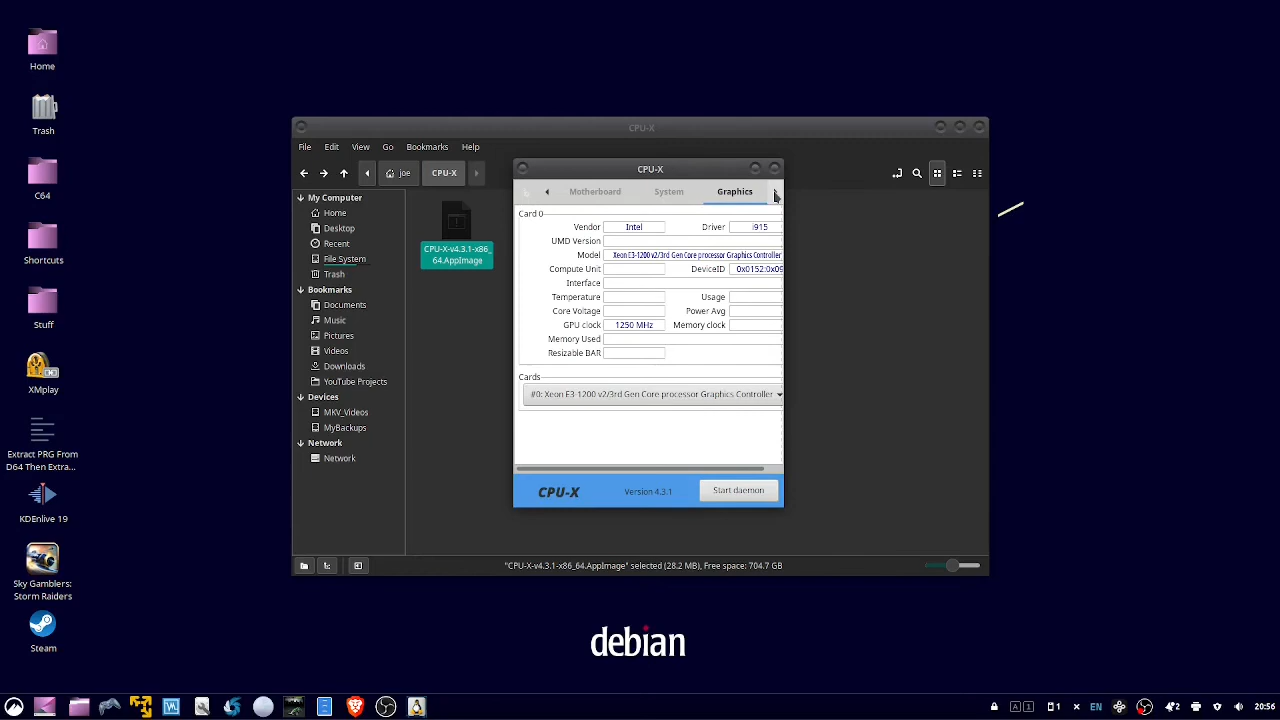 Home
Trash
C64
Shortcuts
Stuff
XMplay
Extract PRG From
D64 Then Extra...
KDEnlive 19
Sky Gamblers:
Storm Raiders
Steam
CPU-X
File Edit View Go Bookmarks Help
joe CPU-X
My Computer
Home
Desktop
Recent
File System
Trash
Bookmarks
Documents
Music
Pictures
Videos
Downloads
YouTube Projects
Devices
MKV_Videos
MyBackups
Network
Network
CPU-X-v4.3.1-x86_
64.AppImage
CPU-X
Motherboard System Graphics
Card 0
Vendor Intel Driver i915
UMD Version
Model Xeon E3-1200 v2/3rd Gen Core processor Graphics Controller
Compute Unit DeviceID 0x0152:0x09
Interface
Temperature Usage
Core Voltage Power Avg
GPU clock 1250 MHz Memory clock
Memory Used
Resizable BAR
Cards
#0: Xeon E3-1200 v2/3rd Gen Core processor Graphics Controller
CPU-X Version 4.3.1 Start daemon
"CPU-X-v4.3.1-x86_64.AppImage" selected (28.2 MB), Free space: 704.7 GB
debian
A 1 1 EN 2 20:56